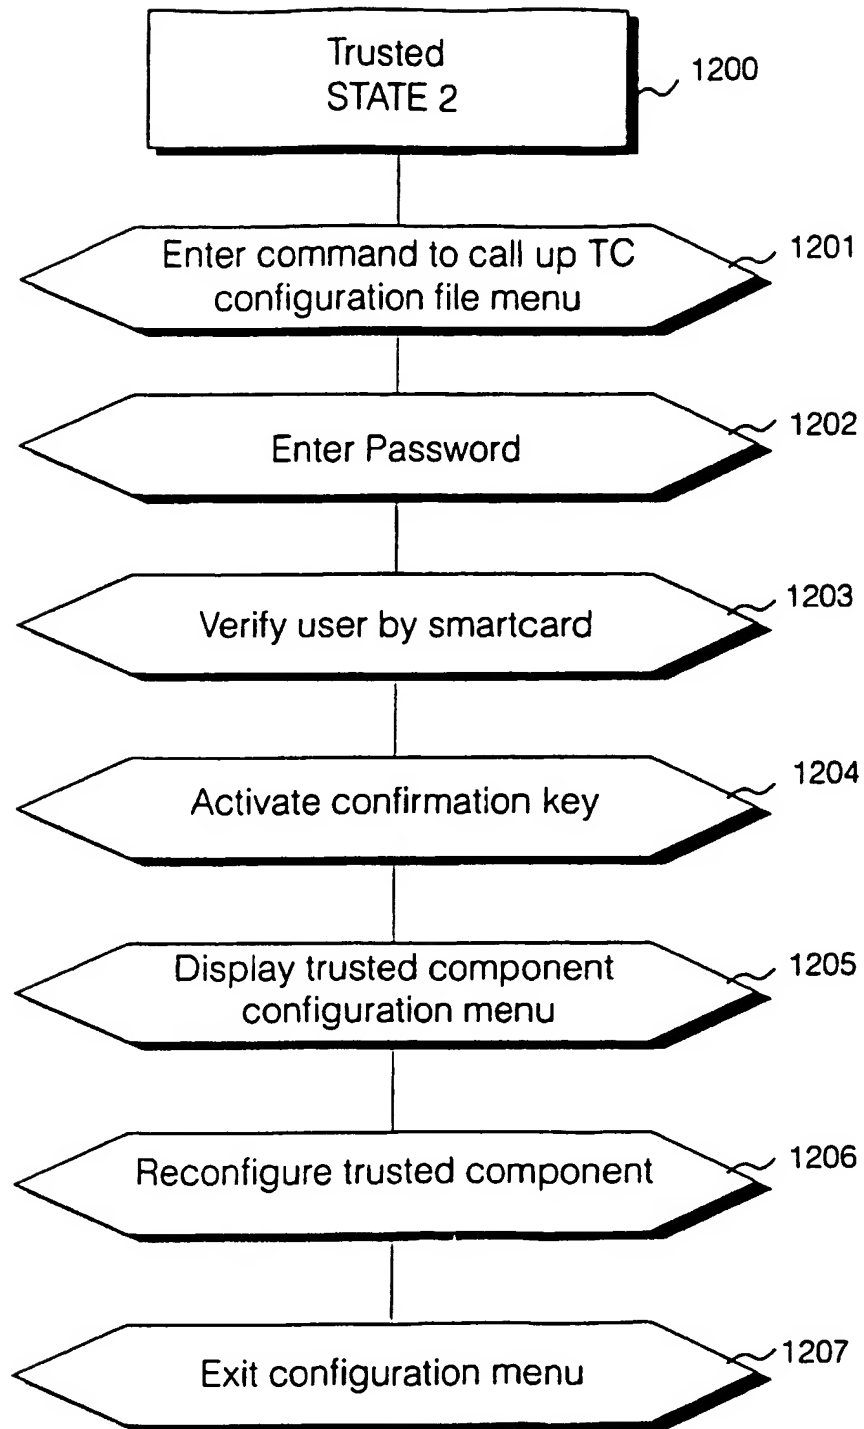 Trusted
STATE 2
1200
Enter command to call up TC
configuration file menu
1201
Enter Password
1202
Verify user by smartcard
1203
Activate confirmation key
1204
Display trusted component
configuration menu
1205
Reconfigure trusted component
1206
Exit configuration menu
1207